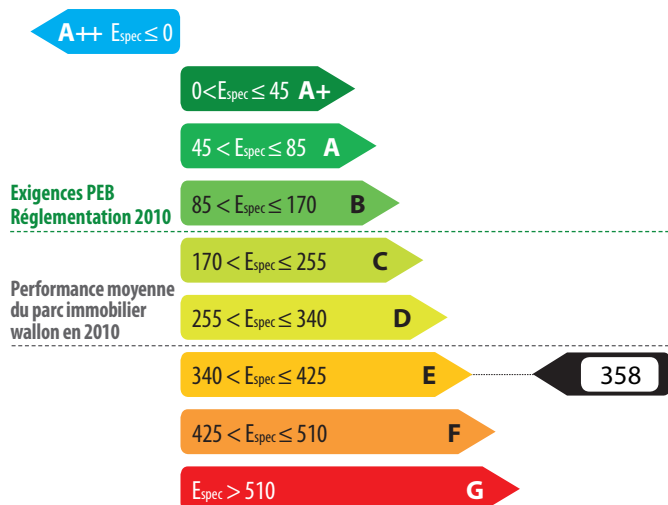 A++ Espec ≤ 0
0<Espec ≤ 45 A+
45 < Espec ≤ 85 A
Exigences PEB
Réglementation 2010
85 < Espec ≤ 170 B
170 < Espec ≤ 255 C
Performance moyenne
du parc immobilier
wallon en 2010
255 < Espec ≤ 340 D
340 < Espec ≤ 425 E
358
425 < Espec ≤ 510 F
Espec > 510 G